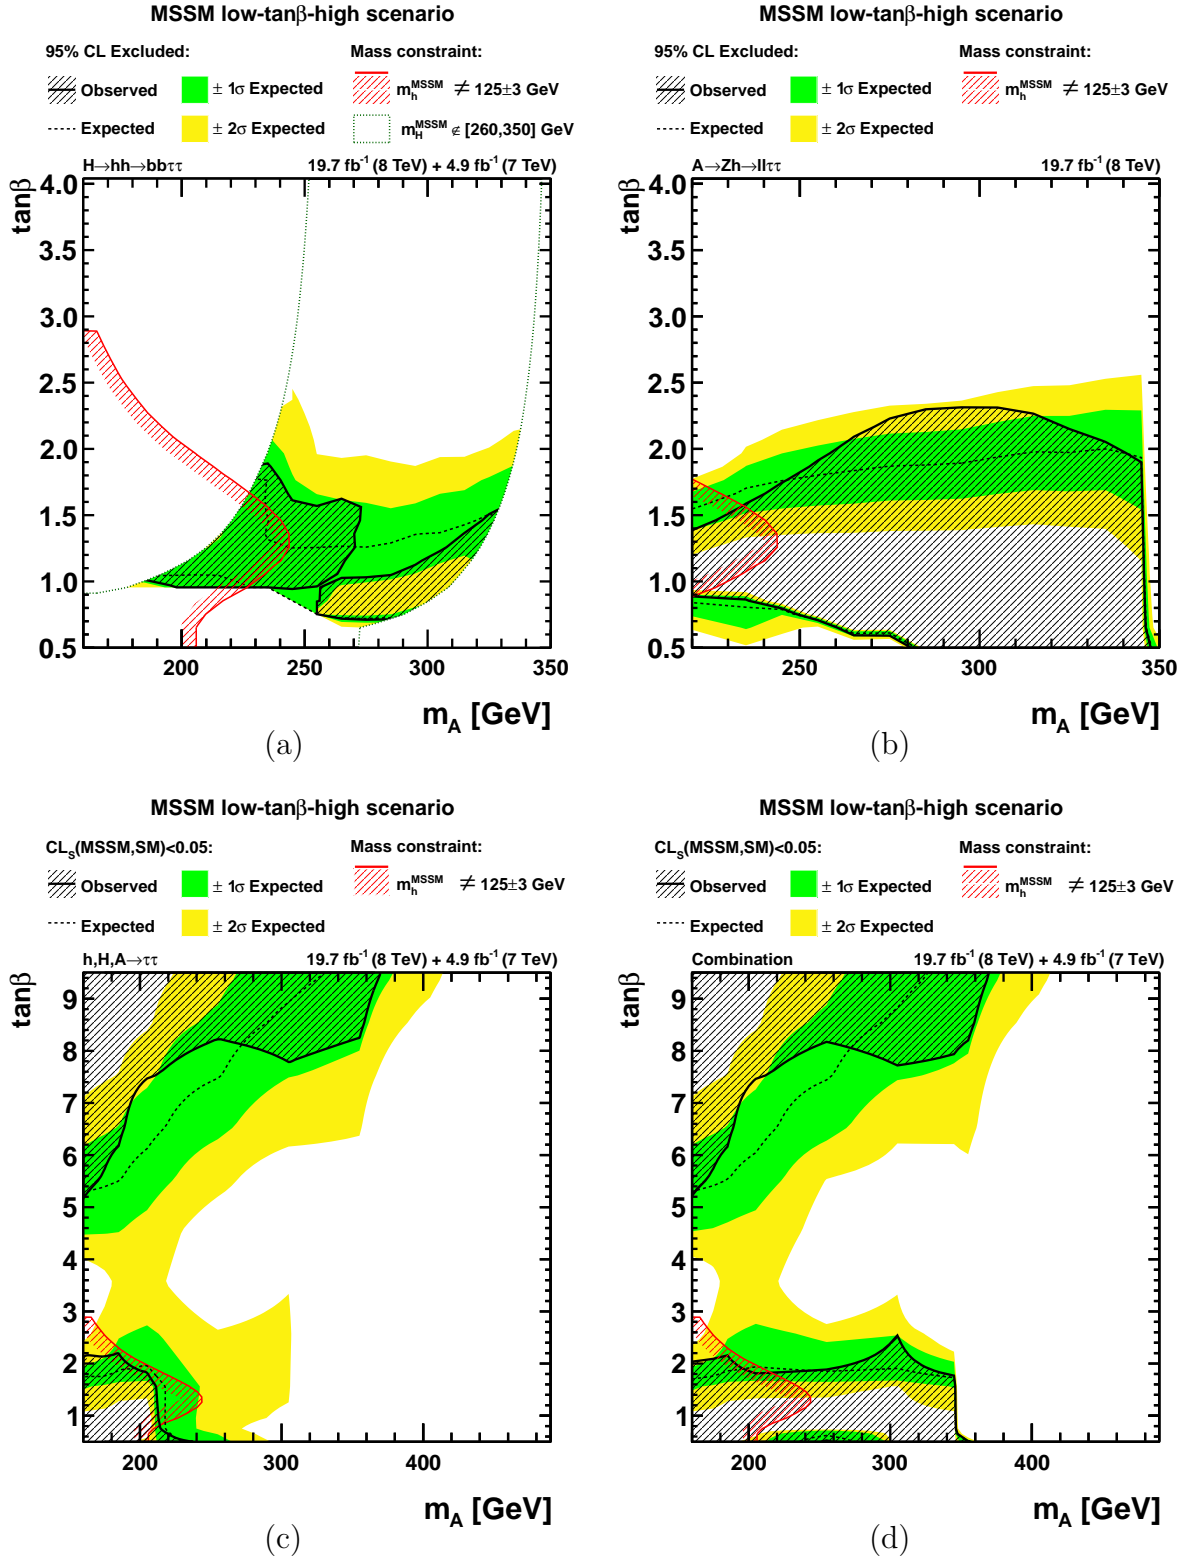 MSSM low-tanβ-high scenario
95% CL Excluded:
Mass constraint:
Observed
± 1σ Expected
m_h^MSSM ≠ 125±3 GeV
Expected
± 2σ Expected
m_H^MSSM ∉ [260,350] GeV
H→hh→bbττ
19.7 fb⁻¹ (8 TeV) + 4.9 fb⁻¹ (7 TeV)
tanβ
4.0
3.5
3.0
2.5
2.0
1.5
1.0
0.5
200
250
300
350
m_A [GeV]
(a)
MSSM low-tanβ-high scenario
95% CL Excluded:
Mass constraint:
Observed
± 1σ Expected
m_h^MSSM ≠ 125±3 GeV
Expected
± 2σ Expected
A→Zh→llττ
19.7 fb⁻¹ (8 TeV)
tanβ
4.0
3.5
3.0
2.5
2.0
1.5
1.0
0.5
250
300
350
m_A [GeV]
(b)
MSSM low-tanβ-high scenario
CL_S(MSSM,SM)<0.05:
Mass constraint:
Observed
± 1σ Expected
m_h^MSSM ≠ 125±3 GeV
Expected
± 2σ Expected
h,H,A→ττ
19.7 fb⁻¹ (8 TeV) + 4.9 fb⁻¹ (7 TeV)
tanβ
9
8
7
6
5
4
3
2
1
200
300
400
m_A [GeV]
(c)
MSSM low-tanβ-high scenario
CL_S(MSSM,SM)<0.05:
Mass constraint:
Observed
± 1σ Expected
m_h^MSSM ≠ 125±3 GeV
Expected
± 2σ Expected
Combination
19.7 fb⁻¹ (8 TeV) + 4.9 fb⁻¹ (7 TeV)
tanβ
9
8
7
6
5
4
3
2
1
200
300
400
m_A [GeV]
(d)